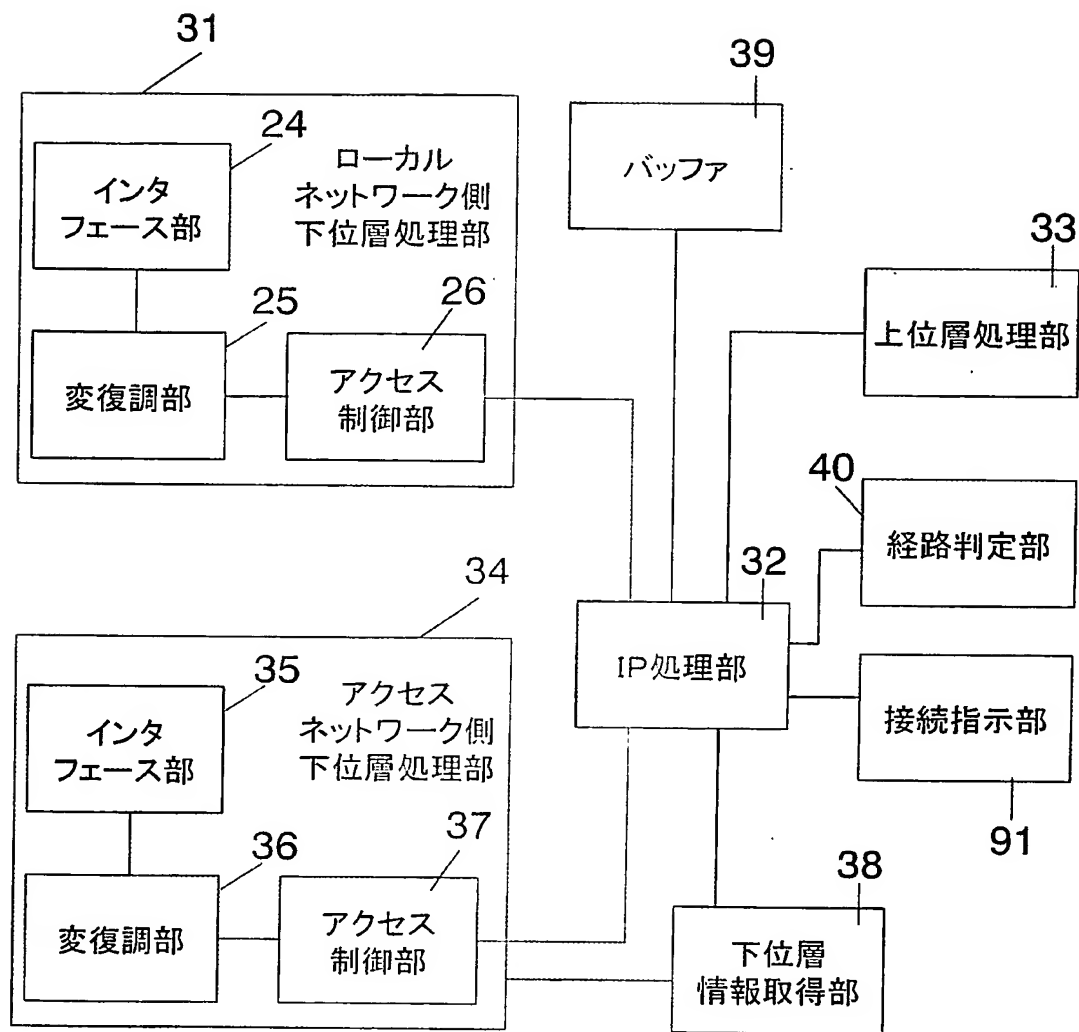 31
24
インタ
フェース部
ローカル
ネットワーク側
下位層処理部
25
変復調部
26
アクセス
制御部
39
バッファ
33
上位層処理部
40
経路判定部
32
IP処理部
接続指示部
91
34
35
インタ
フェース部
アクセス
ネットワーク側
下位層処理部
36
変復調部
37
アクセス
制御部
38
下位層
情報取得部